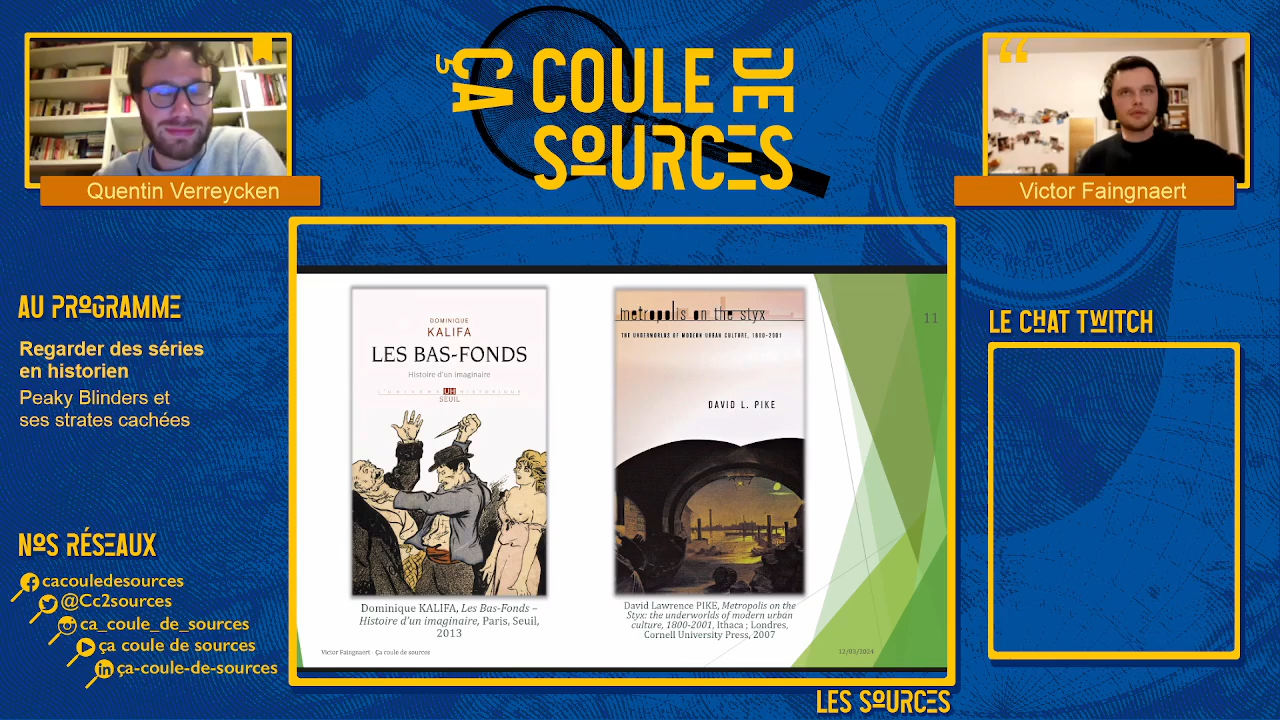 ÇA COULE DE
SOURCES
Quentin Verreycken
Victor Faingnaert
AU PROGRAMME
Regarder des séries
en historien
Peaky Blinders et
ses strates cachées
NOS RÉSEAUX
cacouledesources
@Cc2sources
ca_coule_de_sources
ça coule de sources
ça-coule-de-sources
11
DOMINIQUE
KALIFA
LES BAS-FONDS
Histoire d'un imaginaire
L'UNIVERS UH HISTORIQUE
SEUIL
Dominique KALIFA, Les Bas-Fonds –
Histoire d'un imaginaire, Paris, Seuil,
2013
metropolis on the styx
THE UNDERWORLDS OF MODERN URBAN CULTURE, 1800-2001
DAVID L. PIKE
David Lawrence PIKE, Metropolis on the
Styx: the underworlds of modern urban
culture, 1800-2001, Ithaca ; Londres,
Cornell University Press, 2007
Victor Faingnaert - Ça coule de sources
12/03/2024
LE CHAT TWITCH
LES SOURCES